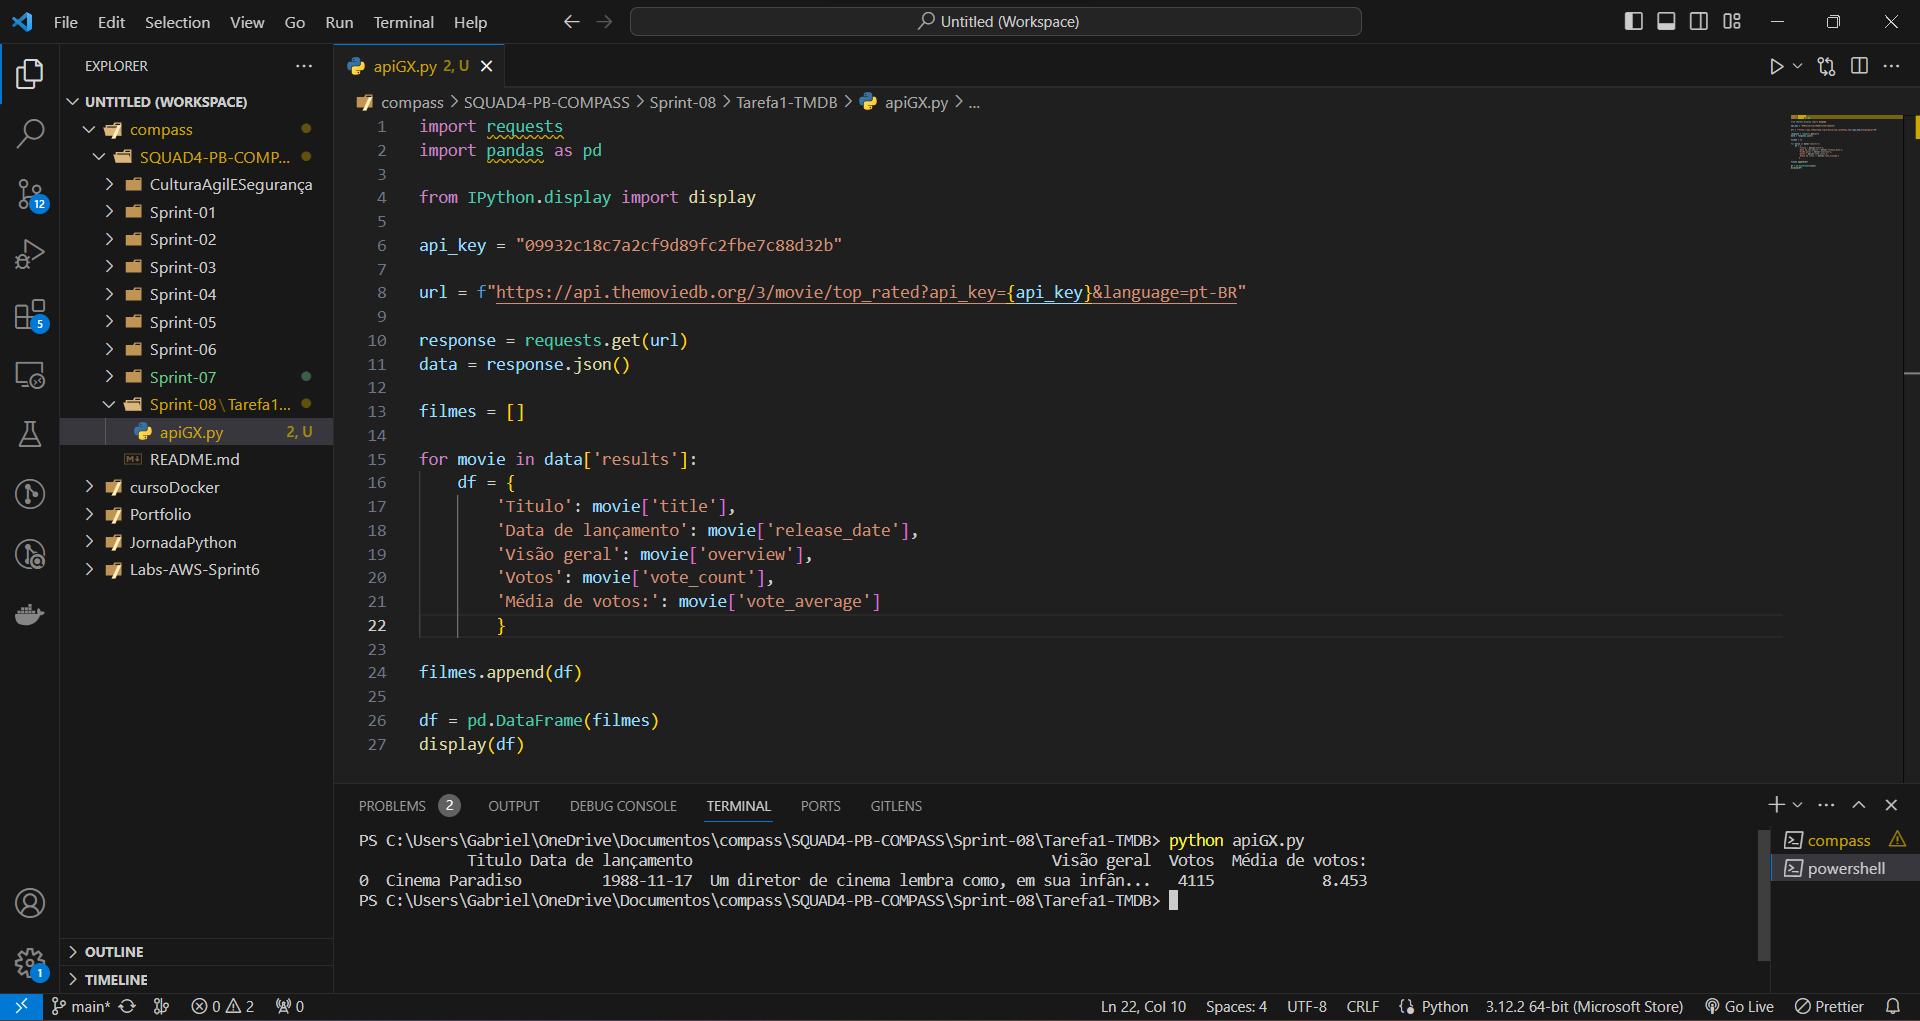 File Edit Selection View Go Run Terminal Help
Untitled (Workspace)
EXPLORER
UNTITLED (WORKSPACE)
compass
SQUAD4-PB-COMP...
CulturaAgilESegurança
Sprint-01
Sprint-02
Sprint-03
Sprint-04
Sprint-05
Sprint-06
Sprint-07
Sprint-08\Tarefa1...
apiGX.py 2, U
README.md
cursoDocker
Portfolio
JornadaPython
Labs-AWS-Sprint6
OUTLINE
TIMELINE
12
5
1
apiGX.py 2, U
compass > SQUAD4-PB-COMPASS > Sprint-08 > Tarefa1-TMDB > apiGX.py > ...
1 import requests
2 import pandas as pd
3
4 from IPython.display import display
5
6 api_key = "09932c18c7a2cf9d89fc2fbe7c88d32b"
7
8 url = f"https://api.themoviedb.org/3/movie/top_rated?api_key={api_key}&language=pt-BR"
9
10 response = requests.get(url)
11 data = response.json()
12
13 filmes = []
14
15 for movie in data['results']:
16 df = {
17 'Titulo': movie['title'],
18 'Data de lançamento': movie['release_date'],
19 'Visão geral': movie['overview'],
20 'Votos': movie['vote_count'],
21 'Média de votos:': movie['vote_average']
22 }
23
24 filmes.append(df)
25
26 df = pd.DataFrame(filmes)
27 display(df)
PROBLEMS 2 OUTPUT DEBUG CONSOLE TERMINAL PORTS GITLENS
PS C:\Users\Gabriel\OneDrive\Documentos\compass\SQUAD4-PB-COMPASS\Sprint-08\Tarefa1-TMDB> python apiGX.py
Titulo Data de lançamento Visão geral Votos Média de votos:
0 Cinema Paradiso 1988-11-17 Um diretor de cinema lembra como, em sua infân... 4115 8.453
PS C:\Users\Gabriel\OneDrive\Documentos\compass\SQUAD4-PB-COMPASS\Sprint-08\Tarefa1-TMDB>
compass
powershell
main* 0 2 0 Ln 22, Col 10 Spaces: 4 UTF-8 CRLF Python 3.12.2 64-bit (Microsoft Store) Go Live Prettier